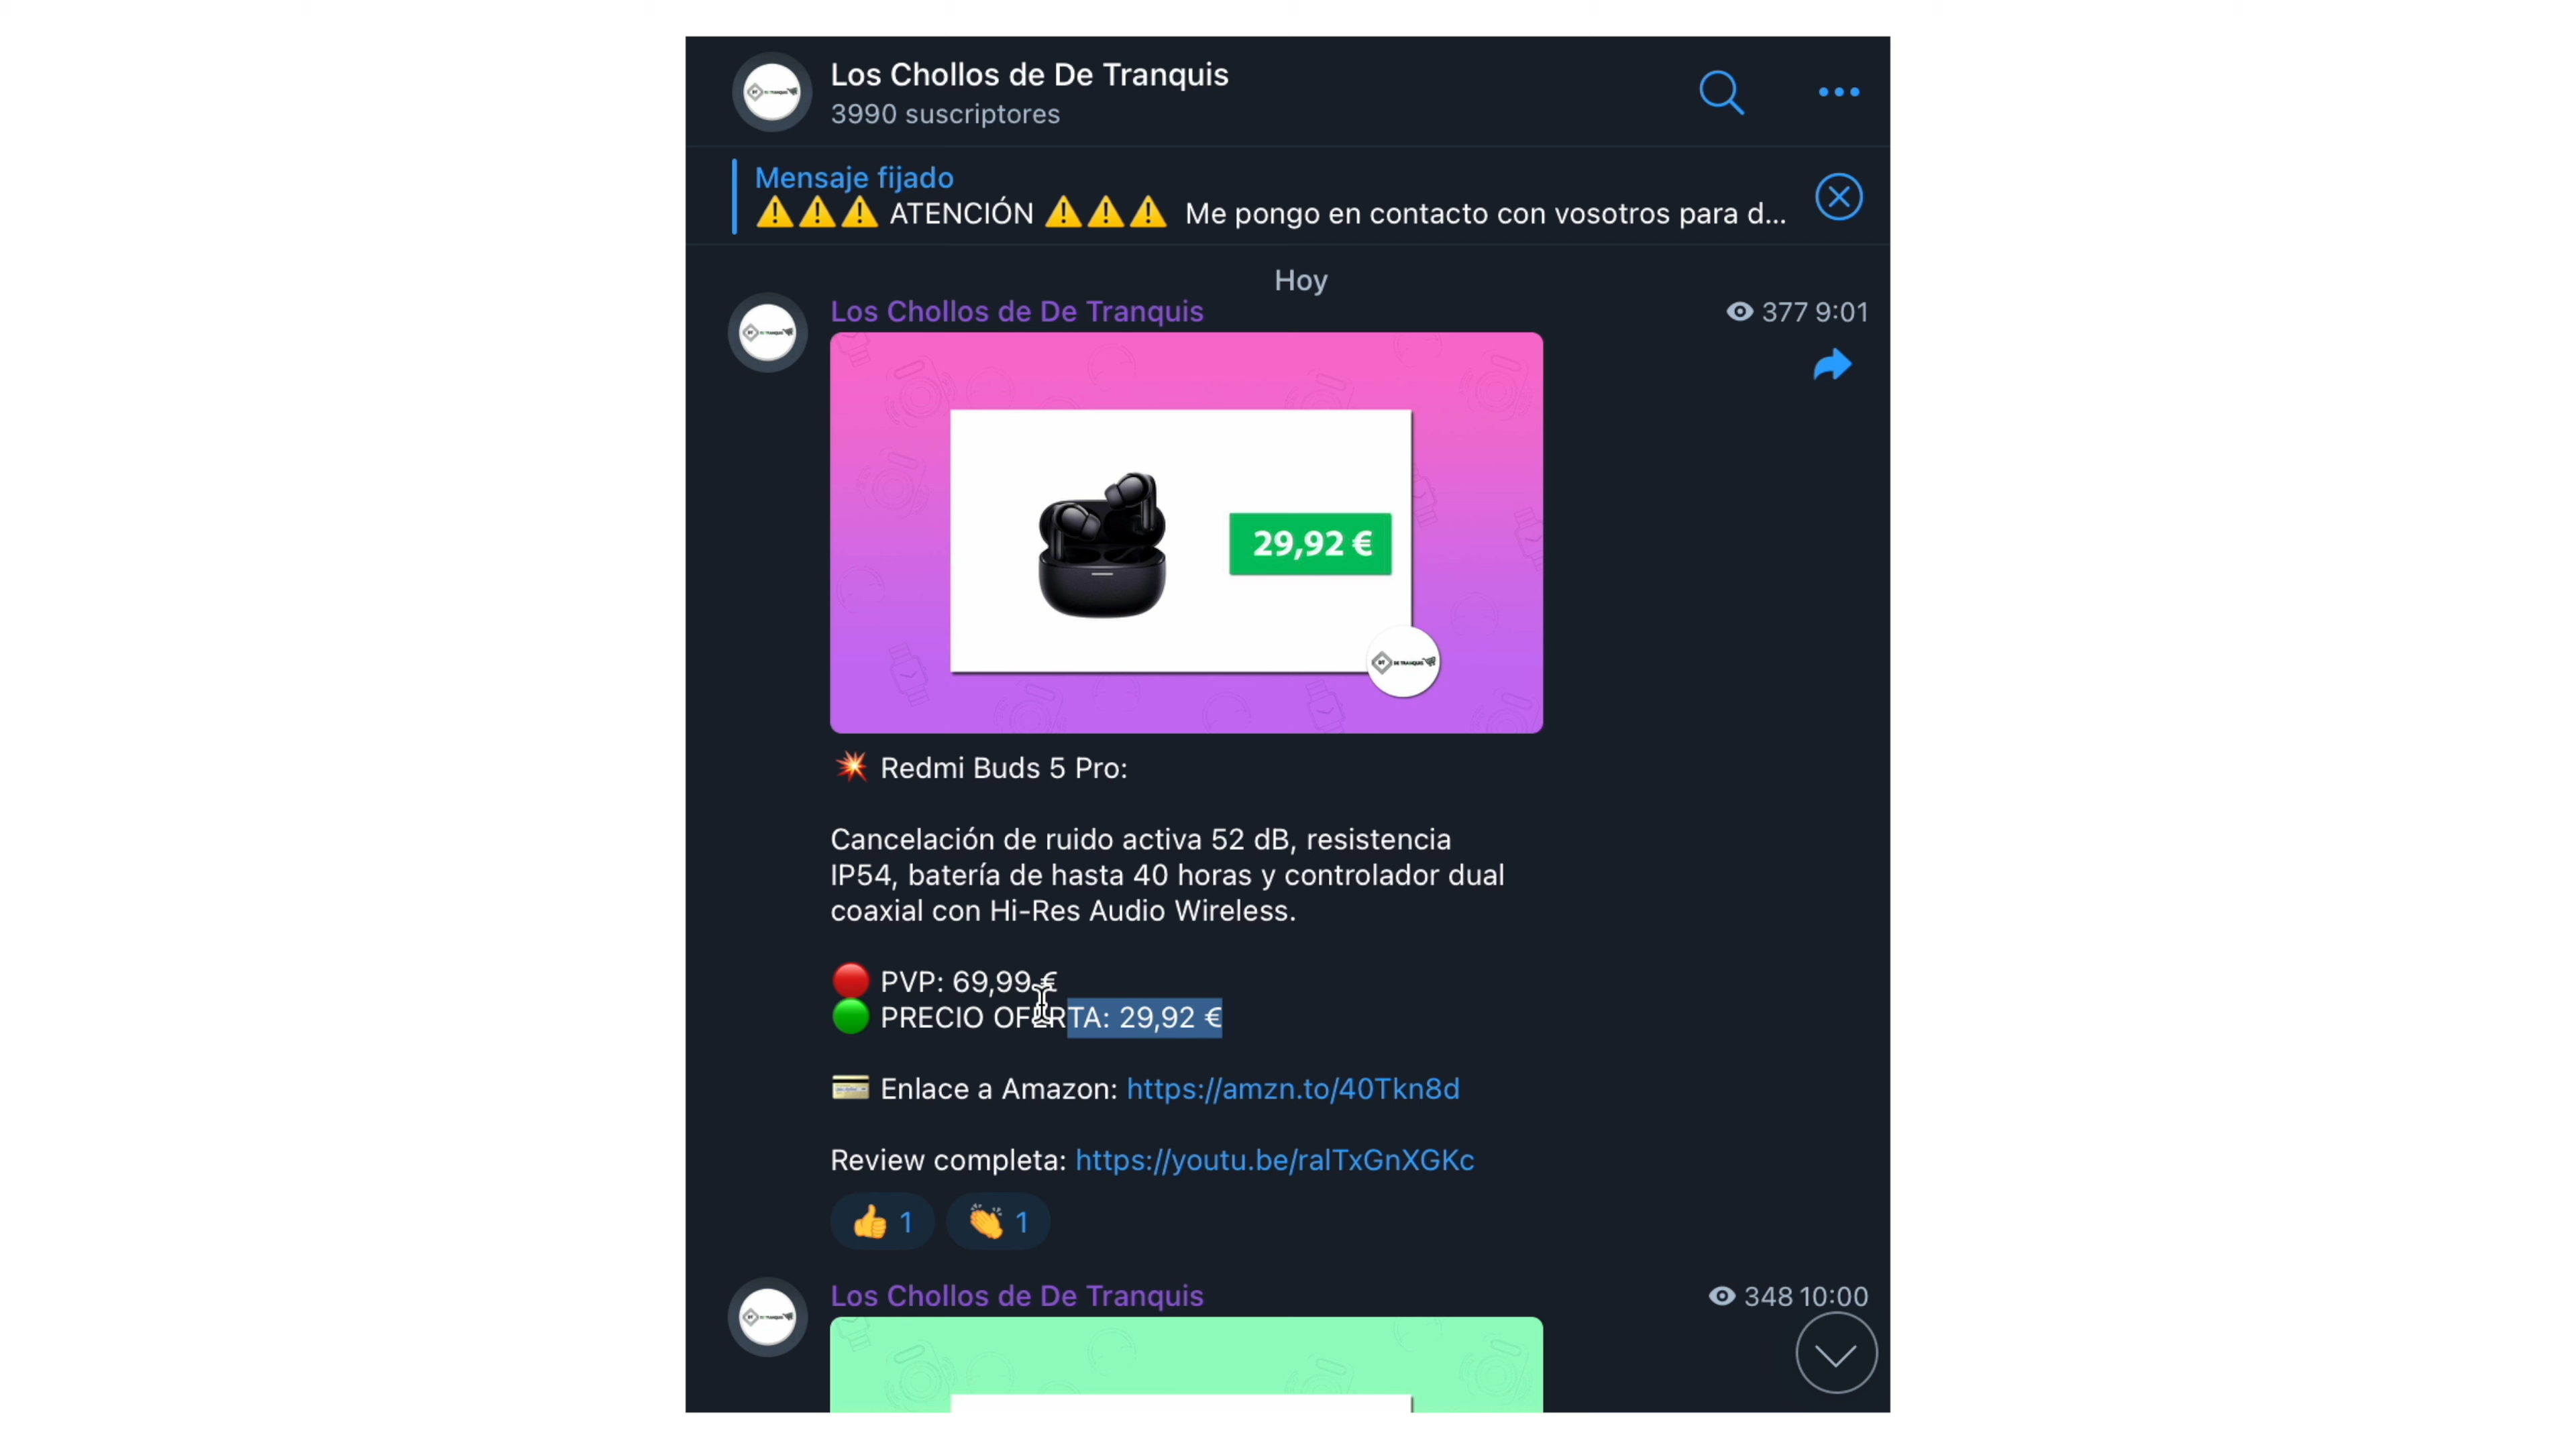 Los Chollos de De Tranquis
3990 suscriptores
Mensaje fijado
⚠️⚠️⚠️ ATENCIÓN ⚠️⚠️⚠️ Me pongo en contacto con vosotros para d...
Hoy
Los Chollos de De Tranquis 377 9:01
29,92 €
DT DE TRANQUIS
💥 Redmi Buds 5 Pro:
Cancelación de ruido activa 52 dB, resistencia
IP54, batería de hasta 40 horas y controlador dual
coaxial con Hi-Res Audio Wireless.
🔴 PVP: 69,99 €
🟢 PRECIO OFERTA: 29,92 €
💳 Enlace a Amazon: https://amzn.to/40Tkn8d
Review completa: https://youtu.be/ralTxGnXGKc
👍 1 👏 1
Los Chollos de De Tranquis 348 10:00